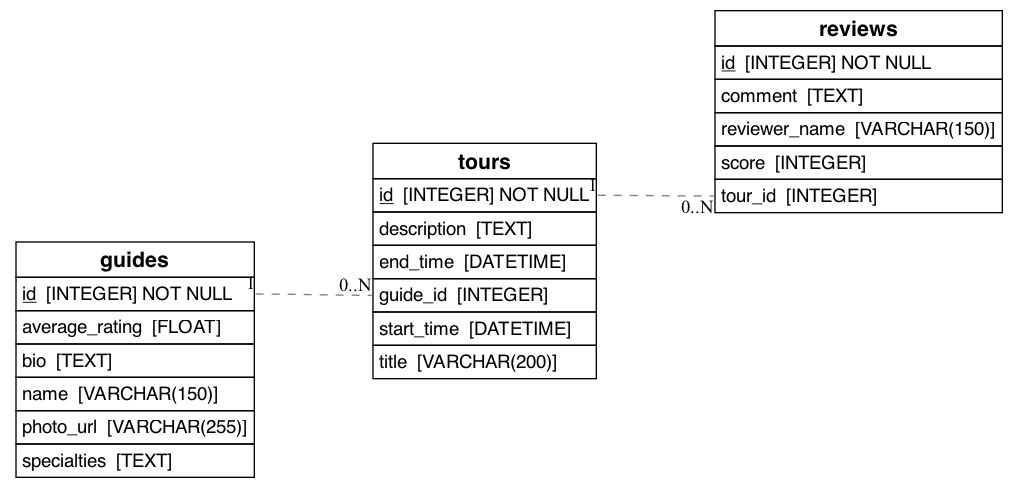 reviews
id [INTEGER] NOT NULL
comment [TEXT]
reviewer_name [VARCHAR(150)]
score [INTEGER]
tour_id [INTEGER]
tours
id [INTEGER] NOT NULL
description [TEXT]
end_time [DATETIME]
guide_id [INTEGER]
start_time [DATETIME]
title [VARCHAR(200)]
1
0..N
guides
id [INTEGER] NOT NULL
average_rating [FLOAT]
bio [TEXT]
name [VARCHAR(150)]
photo_url [VARCHAR(255)]
specialties [TEXT]
1
0..N